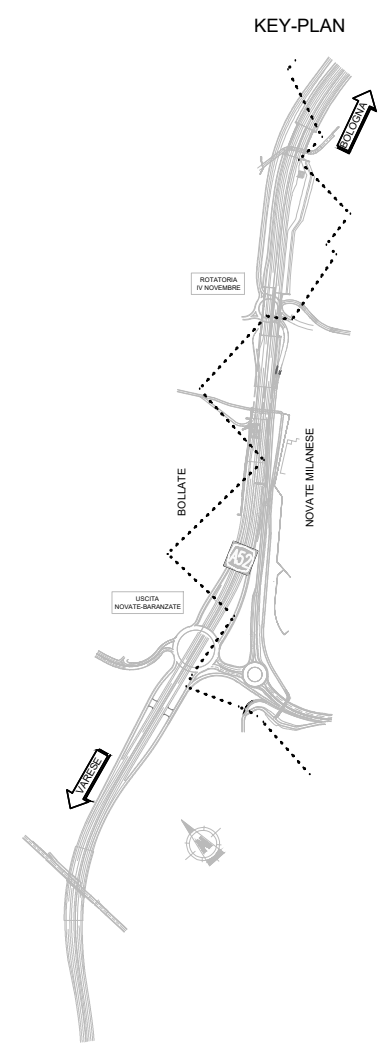 KEY-PLAN
BOLOGNA
ROTATORIA
IV NOVEMBRE
BOLLATE
NOVATE MILANESE
A52
USCITA
NOVATE-BARANZATE
VARESE
N